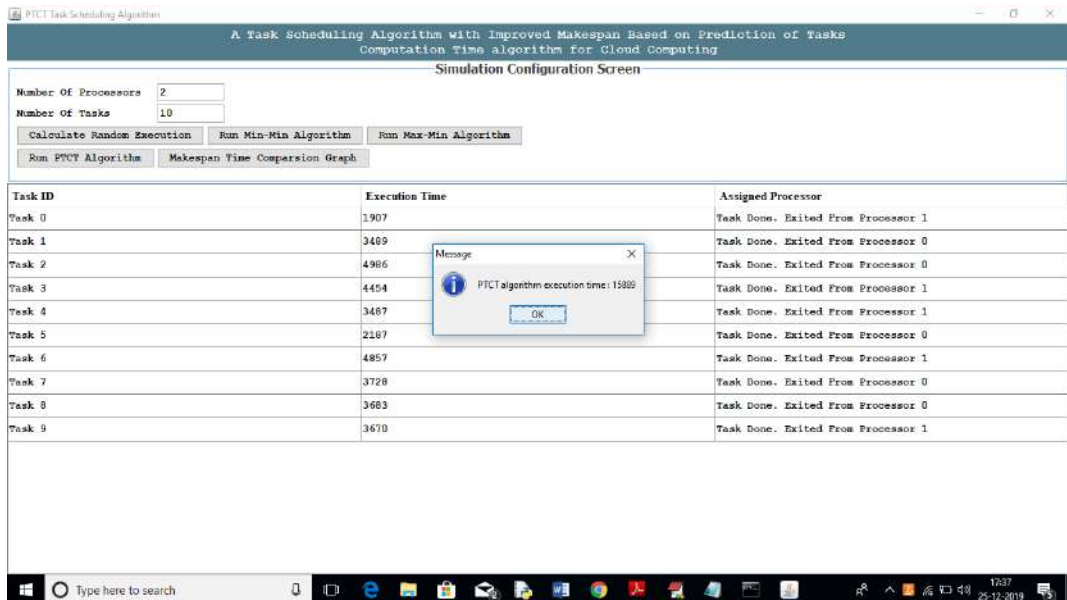 PTCT Task Scheduling Algorithm
A Task Scheduling Algorithm with Improved Makespan Based on Prediction of Tasks
Computation Time algorithm for Cloud Computing
Simulation Configuration Screen
Number Of Processors 2
Number Of Tasks 10
Calculate Random Execution Run Min-Min Algorithm Run Max-Min Algorithm
Run PTCT Algorithm Makespan Time Comparsion Graph
Task ID Execution Time Assigned Processor
Task 0 1907 Task Done. Exited From Processor 1
Task 1 3489 Task Done. Exited From Processor 0
Task 2 4986 Task Done. Exited From Processor 0
Task 3 4454 Task Done. Exited From Processor 1
Task 4 3487 Task Done. Exited From Processor 1
Task 5 2187 Task Done. Exited From Processor 0
Task 6 4857 Task Done. Exited From Processor 1
Task 7 3728 Task Done. Exited From Processor 0
Task 8 3683 Task Done. Exited From Processor 0
Task 9 3670 Task Done. Exited From Processor 1
Message
PTCT algorithm execution time :
OK
Type here to search
17:37
25-12-2019